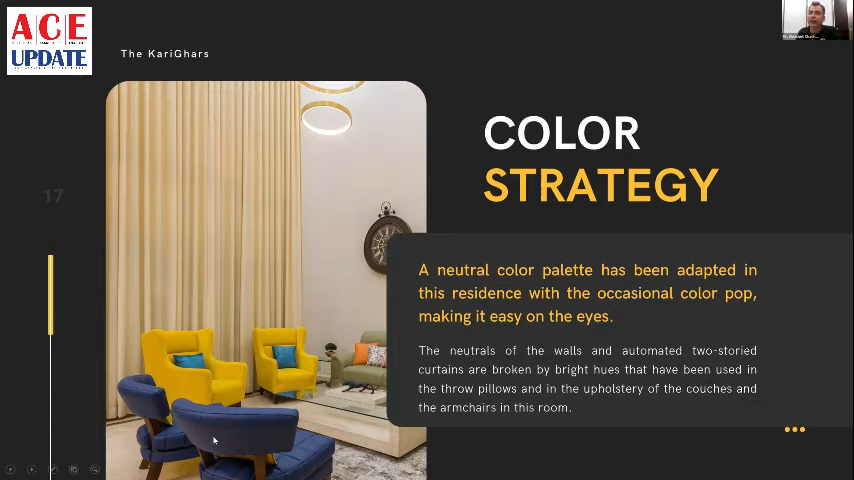 ACE
UPDATE
The KariGhars
COLOR
STRATEGY
17
A neutral color palette has been adapted in
this residence with the occasional color pop,
making it easy on the eyes.
The neutrals of the walls and automated two-storied
curtains are broken by bright hues that have been used in
the throw pillows and in the upholstery of the couches and
the armchairs in this room.